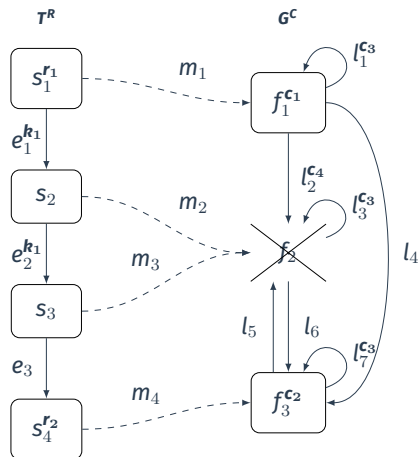 T^R G^C
s_1^{r_1} m_1 f_1^{c_1} l_1^{c_3}
e_1^{k_1} l_2^{c_4}
s_2 m_2 l_3^{c_3}
e_2^{k_1} m_3 f_2 l_4
s_3 l_5 l_6
e_3 l_7^{c_3}
s_4^{r_2} m_4 f_3^{c_2}